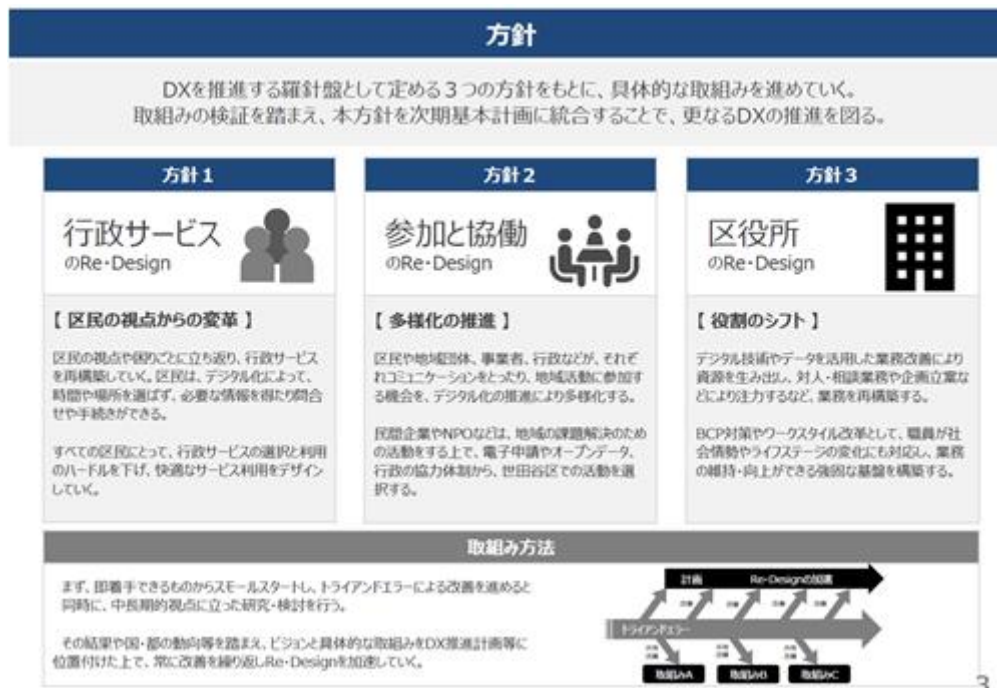 方針
DXを推進する羅針盤として定める３つの方針をもとに、具体的な取組みを進めていく。
取組みの検証を踏まえ、本方針を次期基本計画に統合することで、更なるDXの推進を図る。
方針１
行政サービス
のRe・Design
【 区民の視点からの変革 】
区民の視点や困りごとに立ち返り、行政サービス
を再構築していく。区民は、デジタル化によって、
時間や場所を選ばず、必要な情報を得たり問合
せや手続きができる。
すべての区民にとって、行政サービスの選択と利用
のハードルを下げ、快適なサービス利用をデザイン
していく。
方針２
参加と協働
のRe・Design
【 多様化の推進 】
区民や地域団体、事業者、行政などが、それぞ
れコミュニケーションをとったり、地域活動に参加す
る機会を、デジタル化の推進により多様化する。
民間企業やNPOなどは、地域の課題解決のため
の活動をする上で、電子申請やオープンデータ、
行政の協力体制から、世田谷区での活動を選
択する。
方針３
区役所
のRe・Design
【 役割のシフト 】
デジタル技術やデータを活用した業務改善により
資源を生み出し、対人・相談業務や企画立案な
どにより注力するなど、業務を再構築する。
BCP対策やワークスタイル改革として、職員が社
会情勢やライフステージの変化にも対応し、業務
の維持・向上ができる強固な基盤を構築する。
取組み方法
まず、即着手できるものからスモールスタートし、トライアンドエラーによる改善を進めると
同時に、中長期的視点に立った研究・検討を行う。
その結果や国・都の動向等を踏まえ、ビジョンと具体的な取組みをDX推進計画等に
位置付けた上で、常に改善を繰り返しRe・Designを加速していく。
計画 Re・Designの加速
トライアンドエラー
取組みA 取組みB 取組みC
3